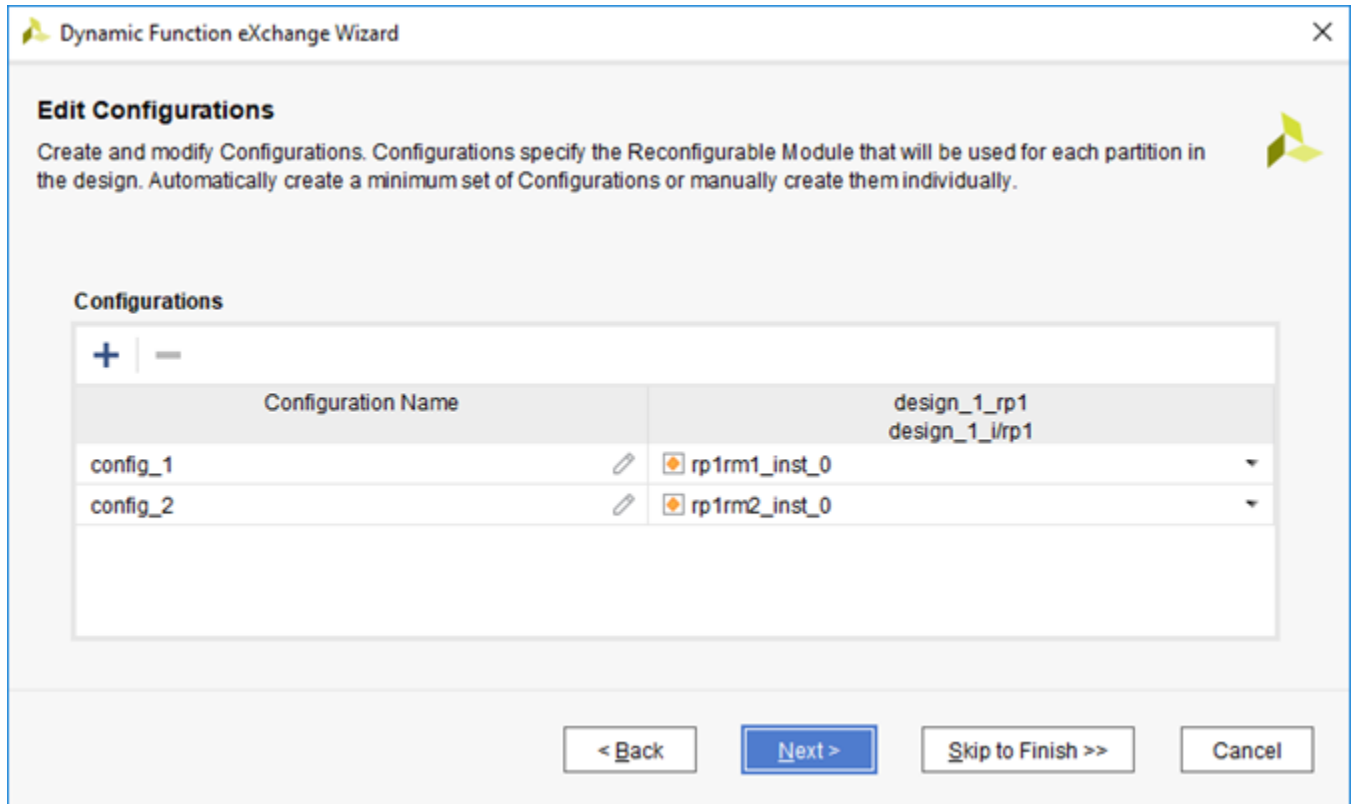 Dynamic Function eXchange Wizard
Edit Configurations
Create and modify Configurations. Configurations specify the Reconfigurable Module that will be used for each partition in
the design. Automatically create a minimum set of Configurations or manually create them individually.
Configurations
Configuration Name
design_1_rp1
design_1_i/rp1
config_1
rp1rm1_inst_0
config_2
rp1rm2_inst_0
< Back
Next >
Skip to Finish >>
Cancel